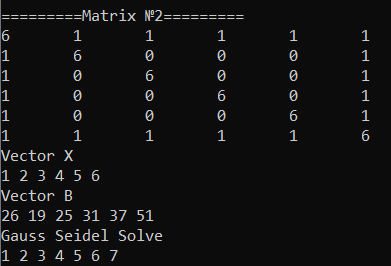 =========Matrix №2=========
6 1 1 1 1 1
1 6 0 0 0 1
1 0 6 0 0 1
1 0 0 6 0 1
1 0 0 0 6 1
1 1 1 1 1 6
Vector X
1 2 3 4 5 6
Vector B
26 19 25 31 37 51
Gauss Seidel Solve
1 2 3 4 5 6 7